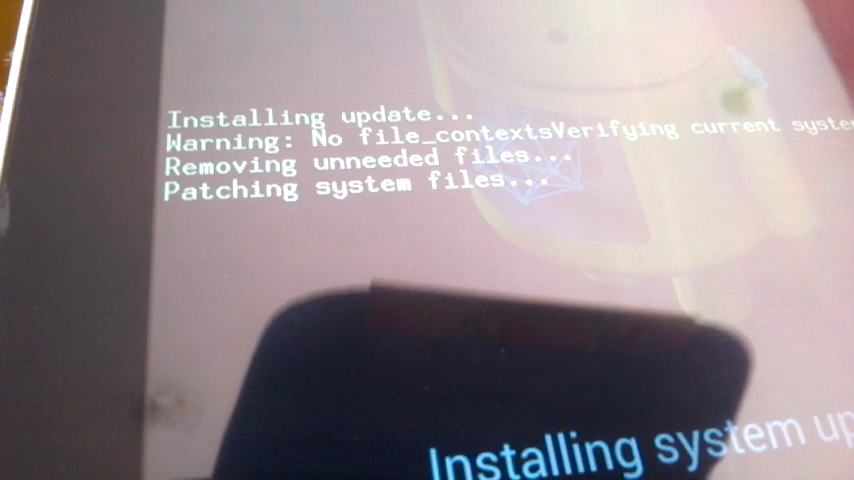 Installing update...
Warning: No file_contextsVerifying current
Removing unneeded files...
Patching system files...
Installing system